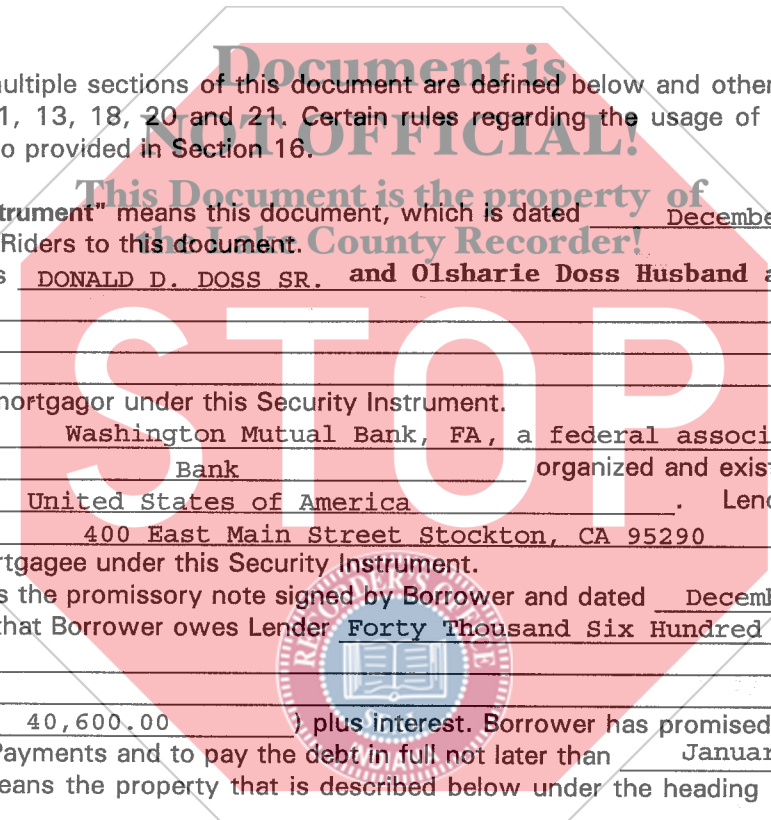 Document is
multiple sections of this document are defined below and other
1, 13, 18, 20 and 21. Certain rules regarding the usage of
NOT OFFICIAL!
o provided in Section 16.
This Document is the property of
trument" means this document, which is dated Decembe
Riders to this document.
the Lake County Recorder!
s DONALD D. DOSS SR. and Olsharie Doss Husband a
STOP
mortgagor under this Security Instrument.
Washington Mutual Bank, FA, a federal associ
Bank organized and exist
United States of America . Lend
400 East Main Street Stockton, CA 95290
rtgagee under this Security Instrument.
s the promissory note signed by Borrower and dated Decemb
that Borrower owes Lender Forty Thousand Six Hundred
RECORDER'S OFFICE
SEAL
INDIANA
40,600.00 ) plus interest. Borrower has promised
Payments and to pay the debt in full not later than Januar
eans the property that is described below under the heading